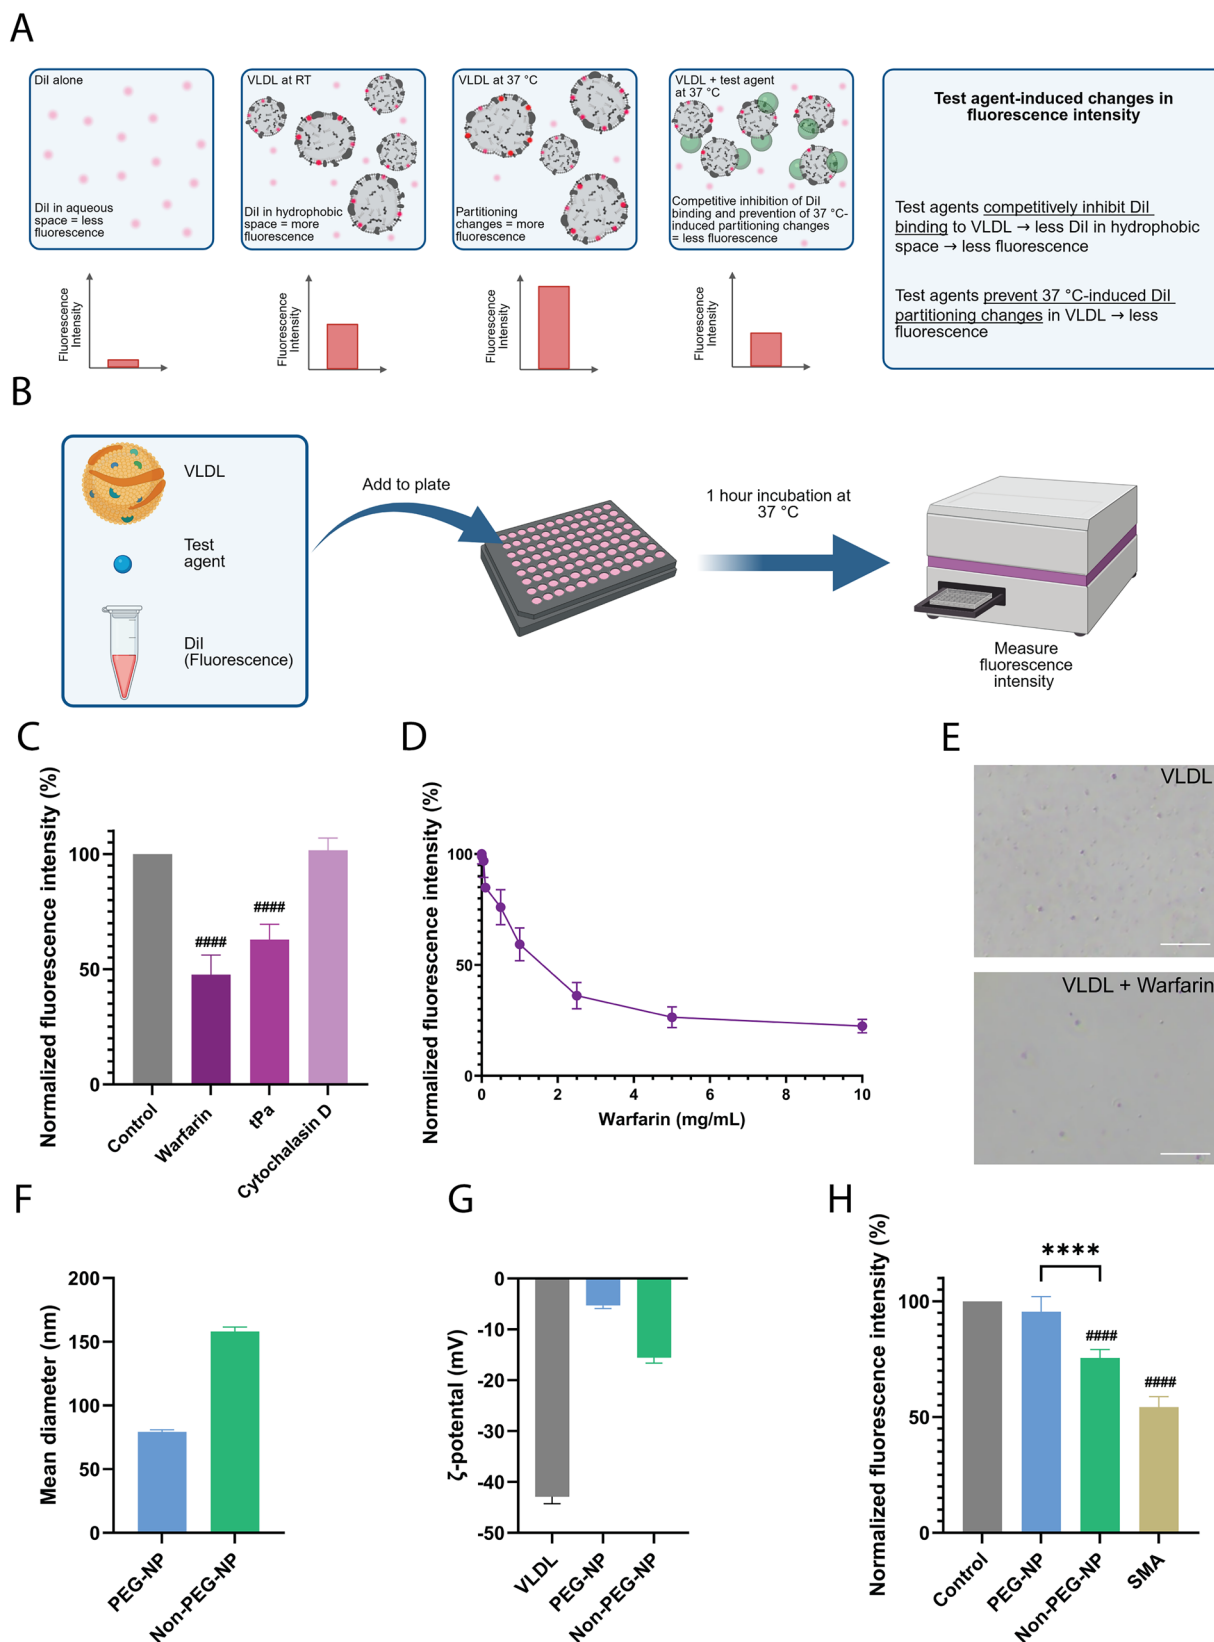 A
DiI alone
DiI in aqueous
space = less
fluorescence
VLDL at RT
DiI in hydrophobic
space = more
fluorescence
VLDL at 37 °C
Partitioning
changes = more
fluorescence
VLDL + test agent
at 37 °C
Competitive inhibition of DiI
binding and prevention of 37 °C-
induced partitioning changes
= less fluorescence
Test agent-induced changes in
fluorescence intensity
Test agents competitively inhibit DiI
binding to VLDL → less DiI in hydrophobic
space → less fluorescence
Test agents prevent 37 °C-induced DiI
partitioning changes in VLDL → less
fluorescence
Fluorescence
Intensity
Fluorescence
Intensity
Fluorescence
Intensity
Fluorescence
Intensity
B
VLDL
Test
agent
DiI
(Fluorescence)
Add to plate
1 hour incubation at
37 °C
Measure
fluorescence
intensity
C
Normalized fluorescence intensity (%)
100
50
0
####
####
Control
Warfarin
tPa
Cytochalasin D
D
Normalized fluorescence intensity (%)
100
50
0
0
2
4
6
8
10
Warfarin (mg/mL)
E
VLDL
VLDL + Warfarin
F
Mean diameter (nm)
200
150
100
50
0
PEG-NP
Non-PEG-NP
G
ζ-potental (mV)
0
-10
-20
-30
-40
-50
VLDL
PEG-NP
Non-PEG-NP
H
Normalized fluorescence intensity (%)
100
50
0
****
####
####
Control
PEG-NP
Non-PEG-NP
SMA